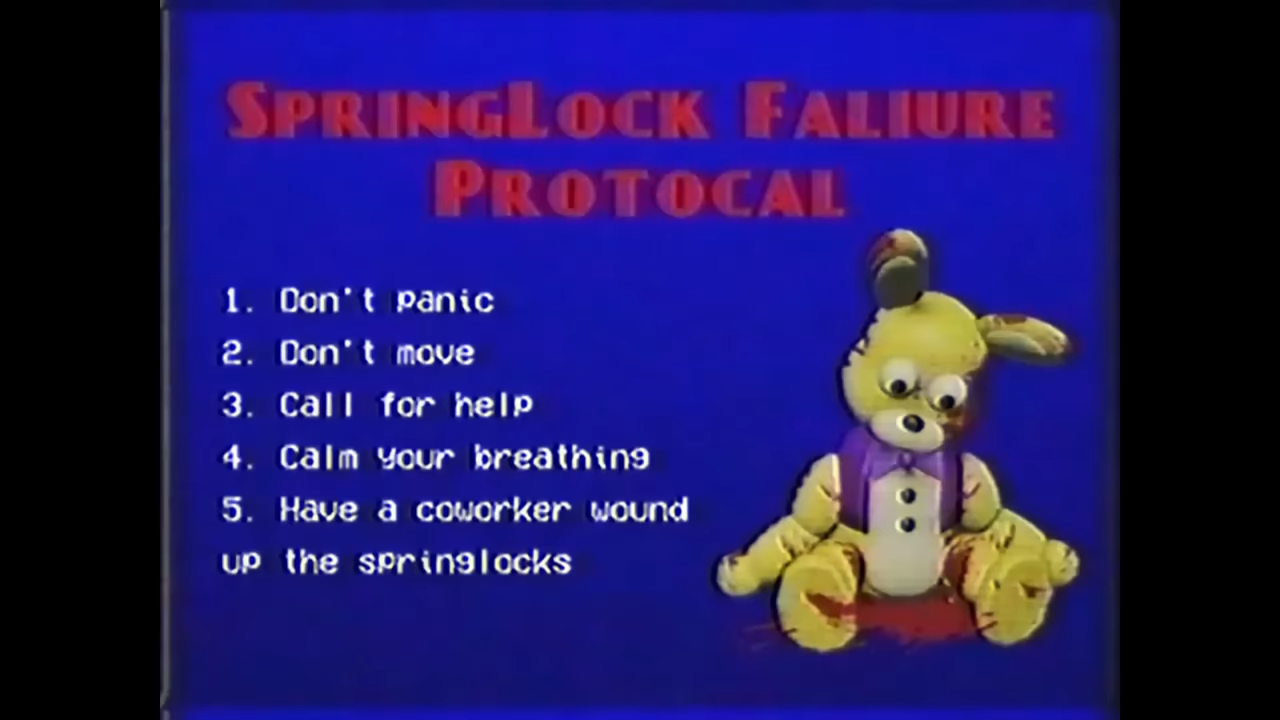 SpringLock Faliure
Protocal
1. Don't panic
2. Don't move
3. Call for help
4. Calm your breathing
5. Have a coworker wound
up the springlocks